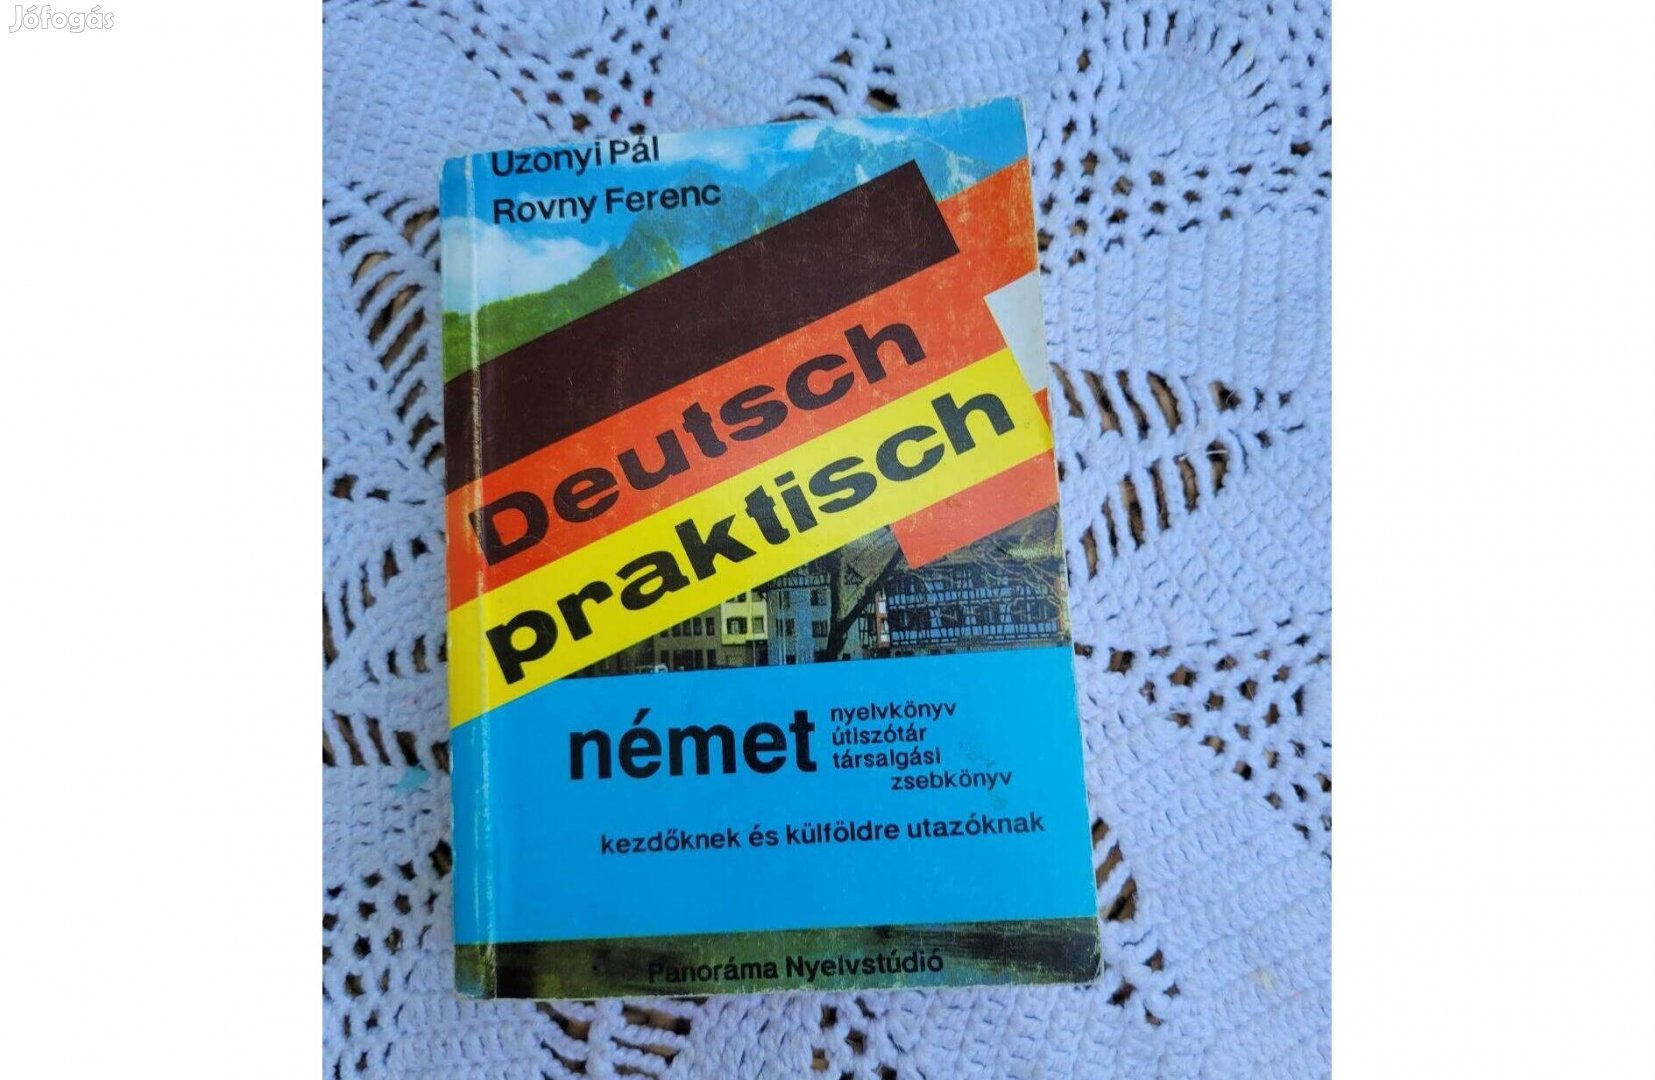 Jófogás
Uzonyi Pál
Rovny Ferenc
Deutsch
praktisch
német
nyelvkönyv
útiszótár
társalgási
zsebkönyv
kezdőknek és külföldre utazóknak
Panoráma Nyelvstúdió